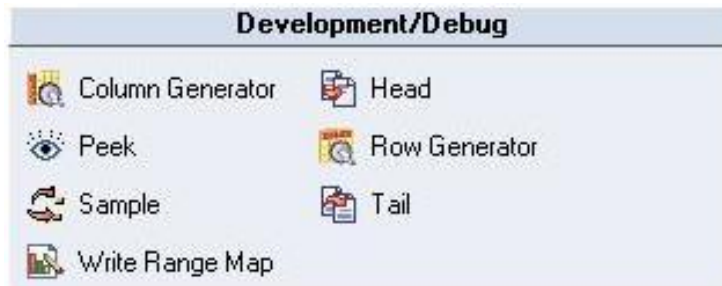 Development/Debug
Column Generator
Head
Peek
Row Generator
Sample
Tail
Write Range Map